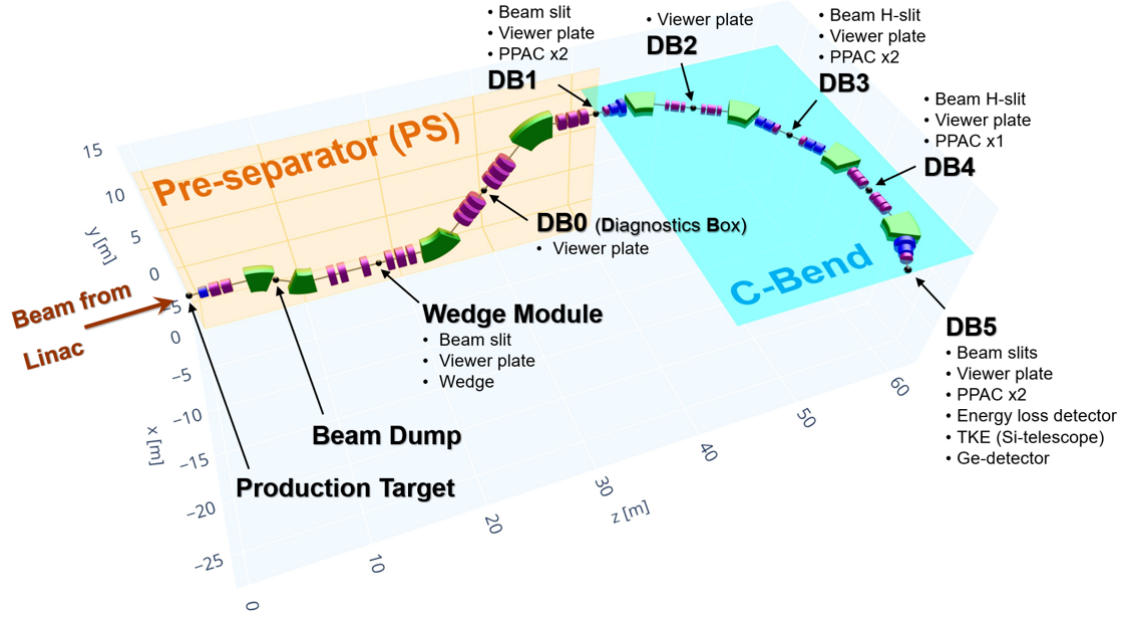 • Beam slit
• Viewer plate
• PPAC x2
DB1
• Viewer plate
DB2
• Beam H-slit
• Viewer plate
• PPAC x2
DB3
• Beam H-slit
• Viewer plate
• PPAC x1
DB4
Pre-separator (PS)
DB0 (Diagnostics Box)
• Viewer plate
C-Bend
Beam from
Linac
Wedge Module
• Beam slit
• Viewer plate
• Wedge
DB5
• Beam slits
• Viewer plate
• PPAC x2
• Energy loss detector
• TKE (Si-telescope)
• Ge-detector
Beam Dump
Production Target
15
10
5
0
−5
y [m]
0
−5
−10
−15
−20
−25
x [m]
0
10
20
30
40
50
60
z [m]